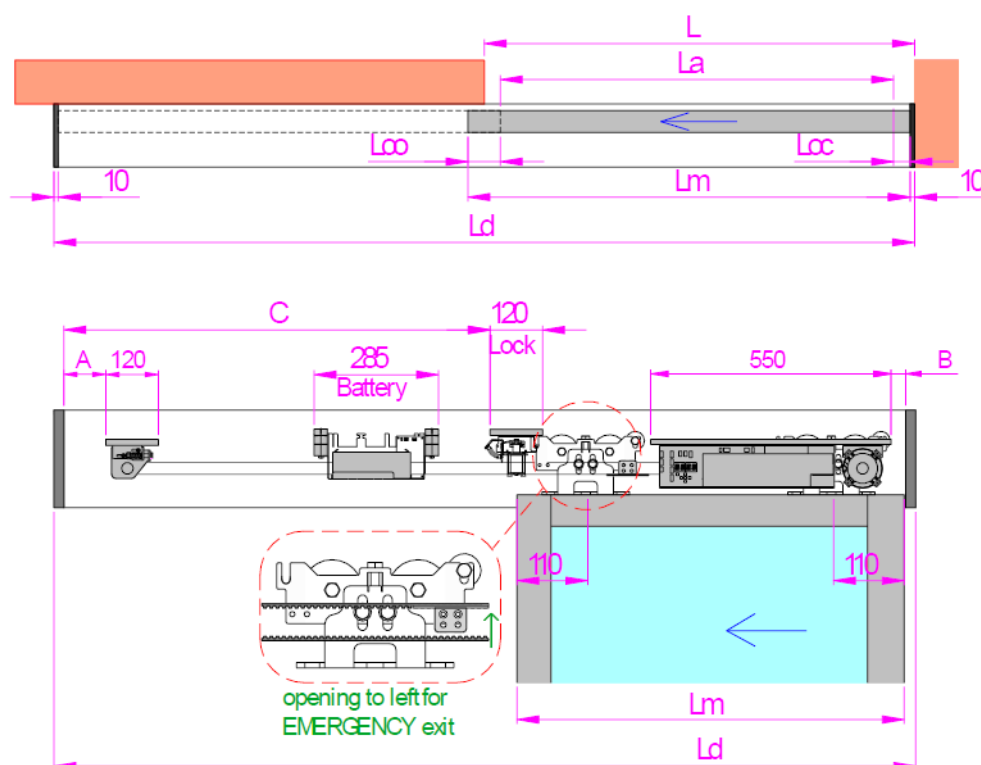 L
La
Loo
Loc
10
Lm
10
Ld
C
120
Lock
A
120
285
Battery
550
B
110
110
opening to left for
EMERGENCY exit
Lm
Ld